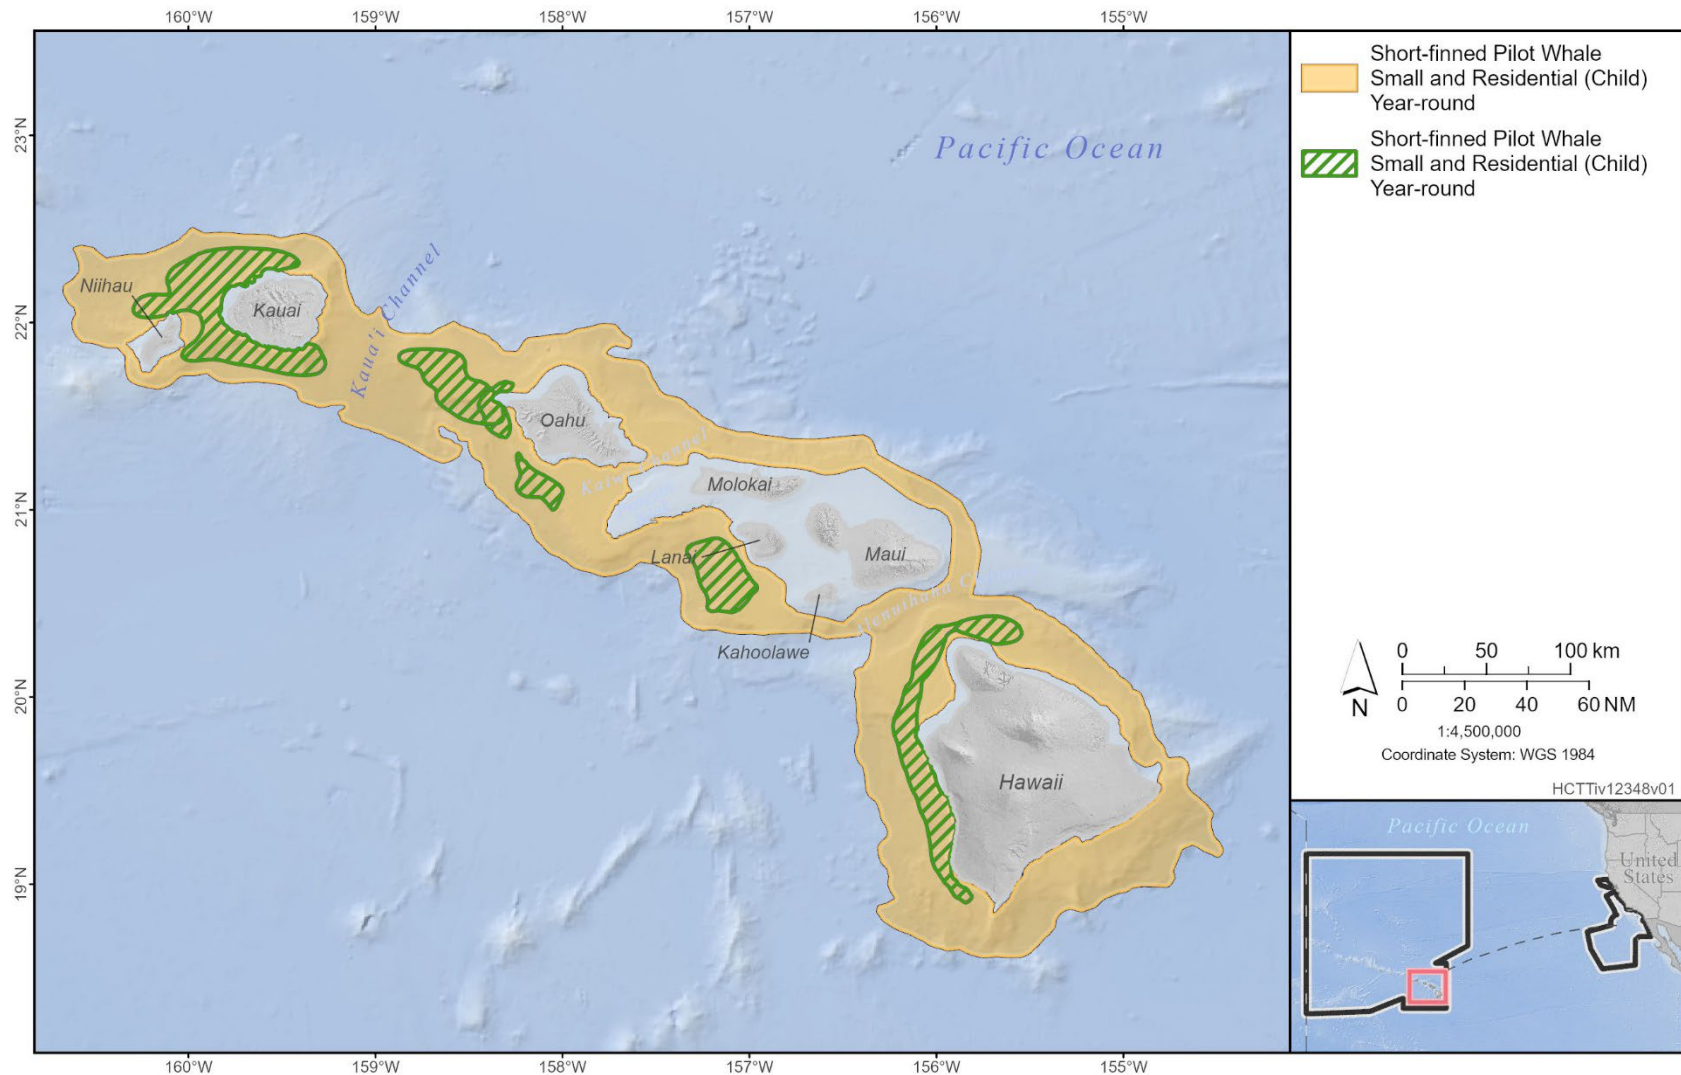 160°W 159°W 158°W 157°W 156°W 155°W
23°N
22°N
21°N
20°N
19°N
Pacific Ocean
Niihau
Kauai
Kaua'i Channel
Oahu
Kaiwi Channel
Molokai
Lanai
Maui
Alenuihaha
Kahoolawe
Hawaii
160°W 159°W 158°W 157°W 156°W 155°W
Short-finned Pilot Whale
Small and Residential (Child)
Year-round
Short-finned Pilot Whale
Small and Residential (Child)
Year-round
N
0 50 100 km
0 20 40 60 NM
1:4,500,000
Coordinate System: WGS 1984
HCTTiv12348v01
Pacific Ocean
United
States